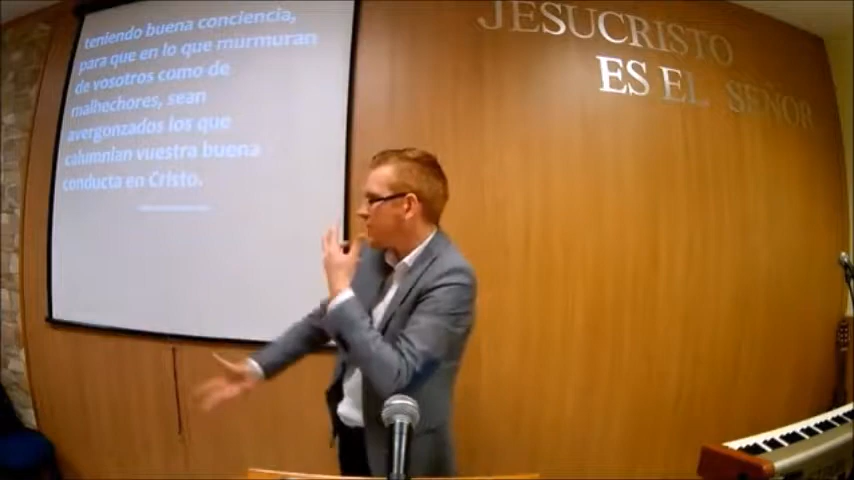 teniendo buena conciencia,
para que en lo que murmuran
de vosotros como de
malhechores, sean
avergonzados los que
calumnian vuestra buena
conducta en Cristo.
JESUCRISTO
ES EL SEÑOR